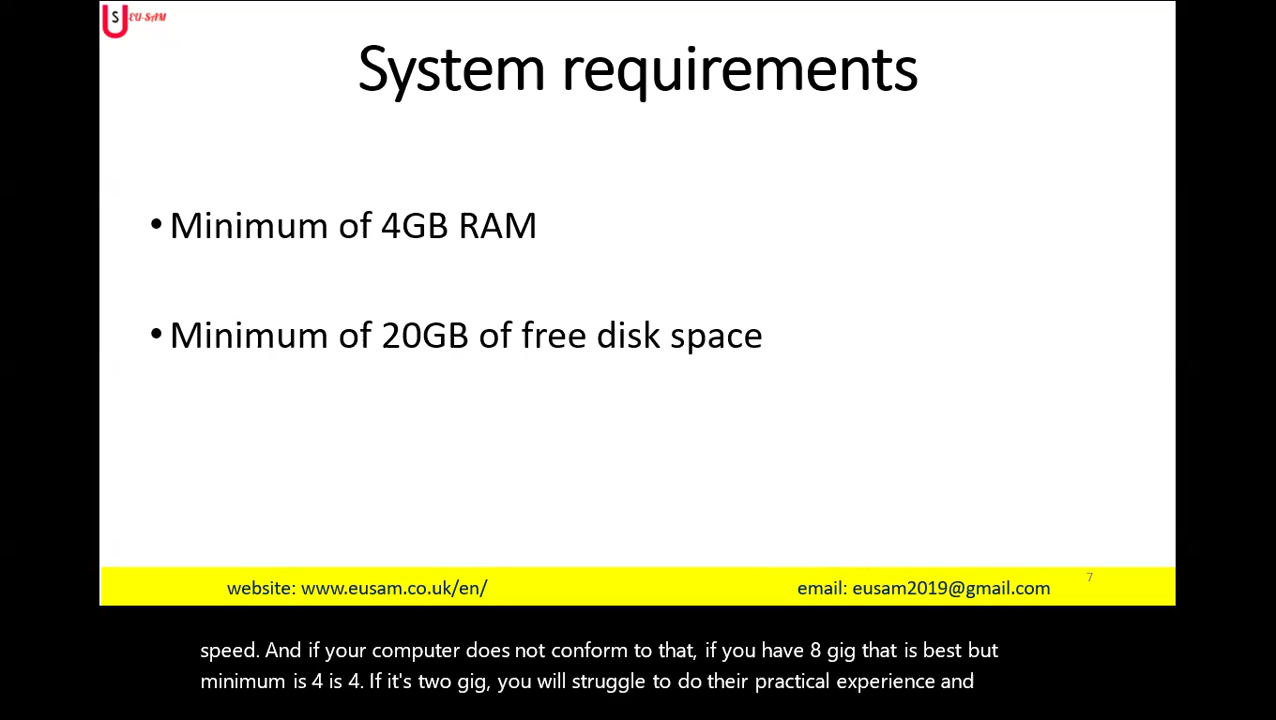 S EU-SAM
System requirements
• Minimum of 4GB RAM
• Minimum of 20GB of free disk space
7
website: www.eusam.co.uk/en/ email: eusam2019@gmail.com
speed. And if your computer does not conform to that, if you have 8 gig that is best but
minimum is 4 is 4. If it's two gig, you will struggle to do their practical experience and